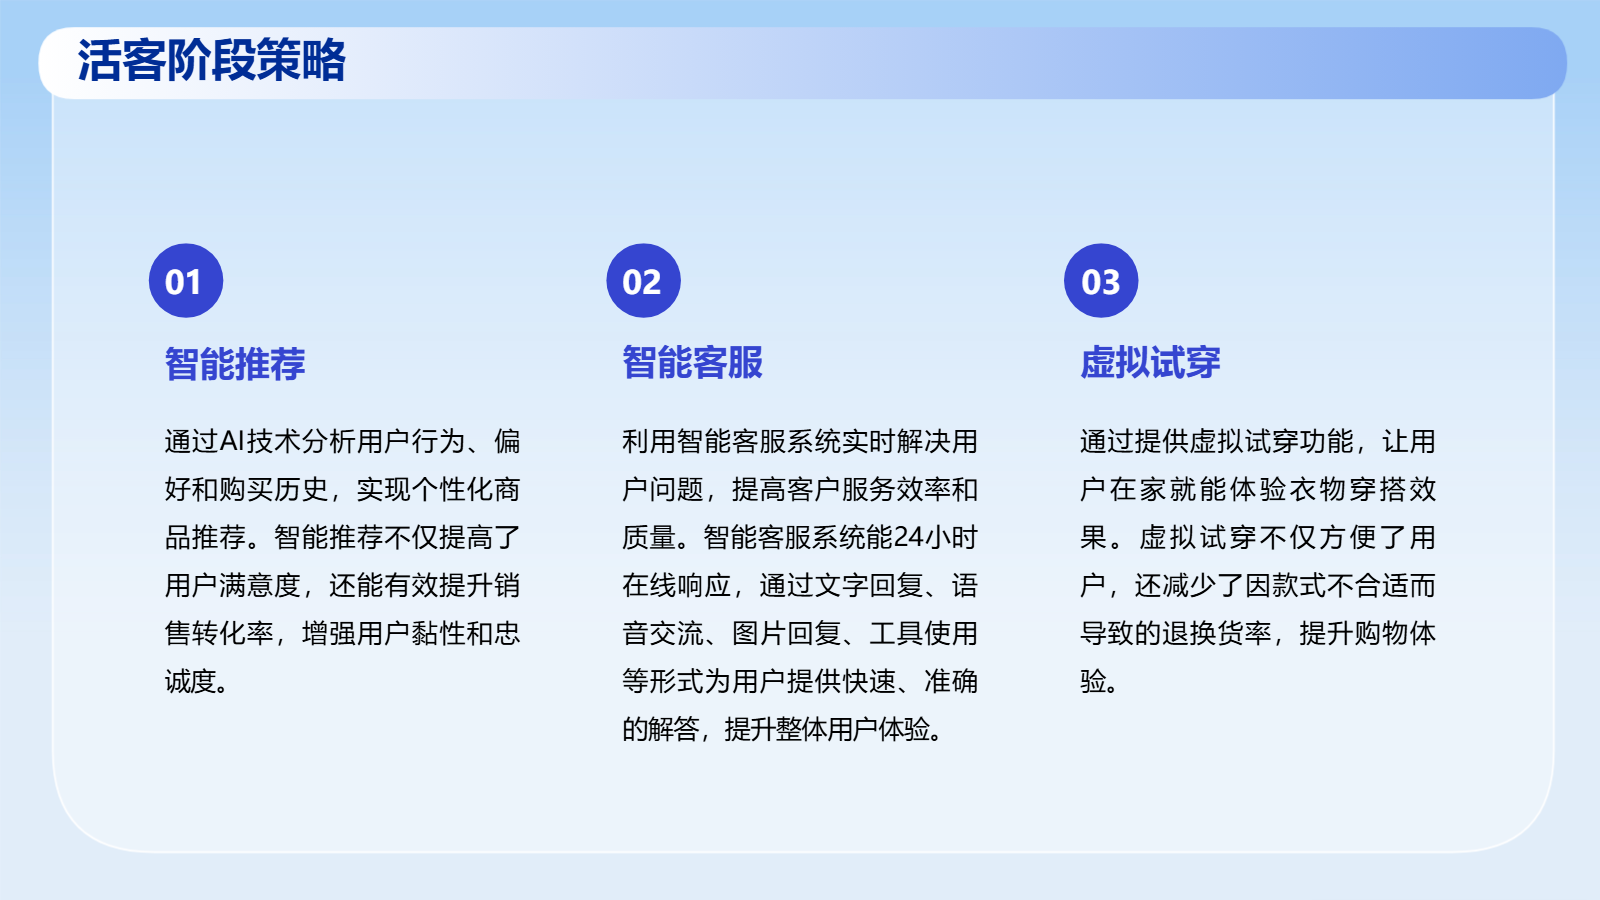 活客阶段策略
01
智能推荐
通过AI技术分析用户行为、偏
好和购买历史，实现个性化商
品推荐。智能推荐不仅提高了
用户满意度，还能有效提升销
售转化率，增强用户黏性和忠
诚度。
02
智能客服
利用智能客服系统实时解决用
户问题，提高客户服务效率和
质量。智能客服系统能24小时
在线响应，通过文字回复、语
音交流、图片回复、工具使用
等形式为用户提供快速、准确
的解答，提升整体用户体验。
03
虚拟试穿
通过提供虚拟试穿功能，让用
户在家就能体验衣物穿搭效
果。虚拟试穿不仅方便了用
户，还减少了因款式不合适而
导致的退换货率，提升购物体
验。